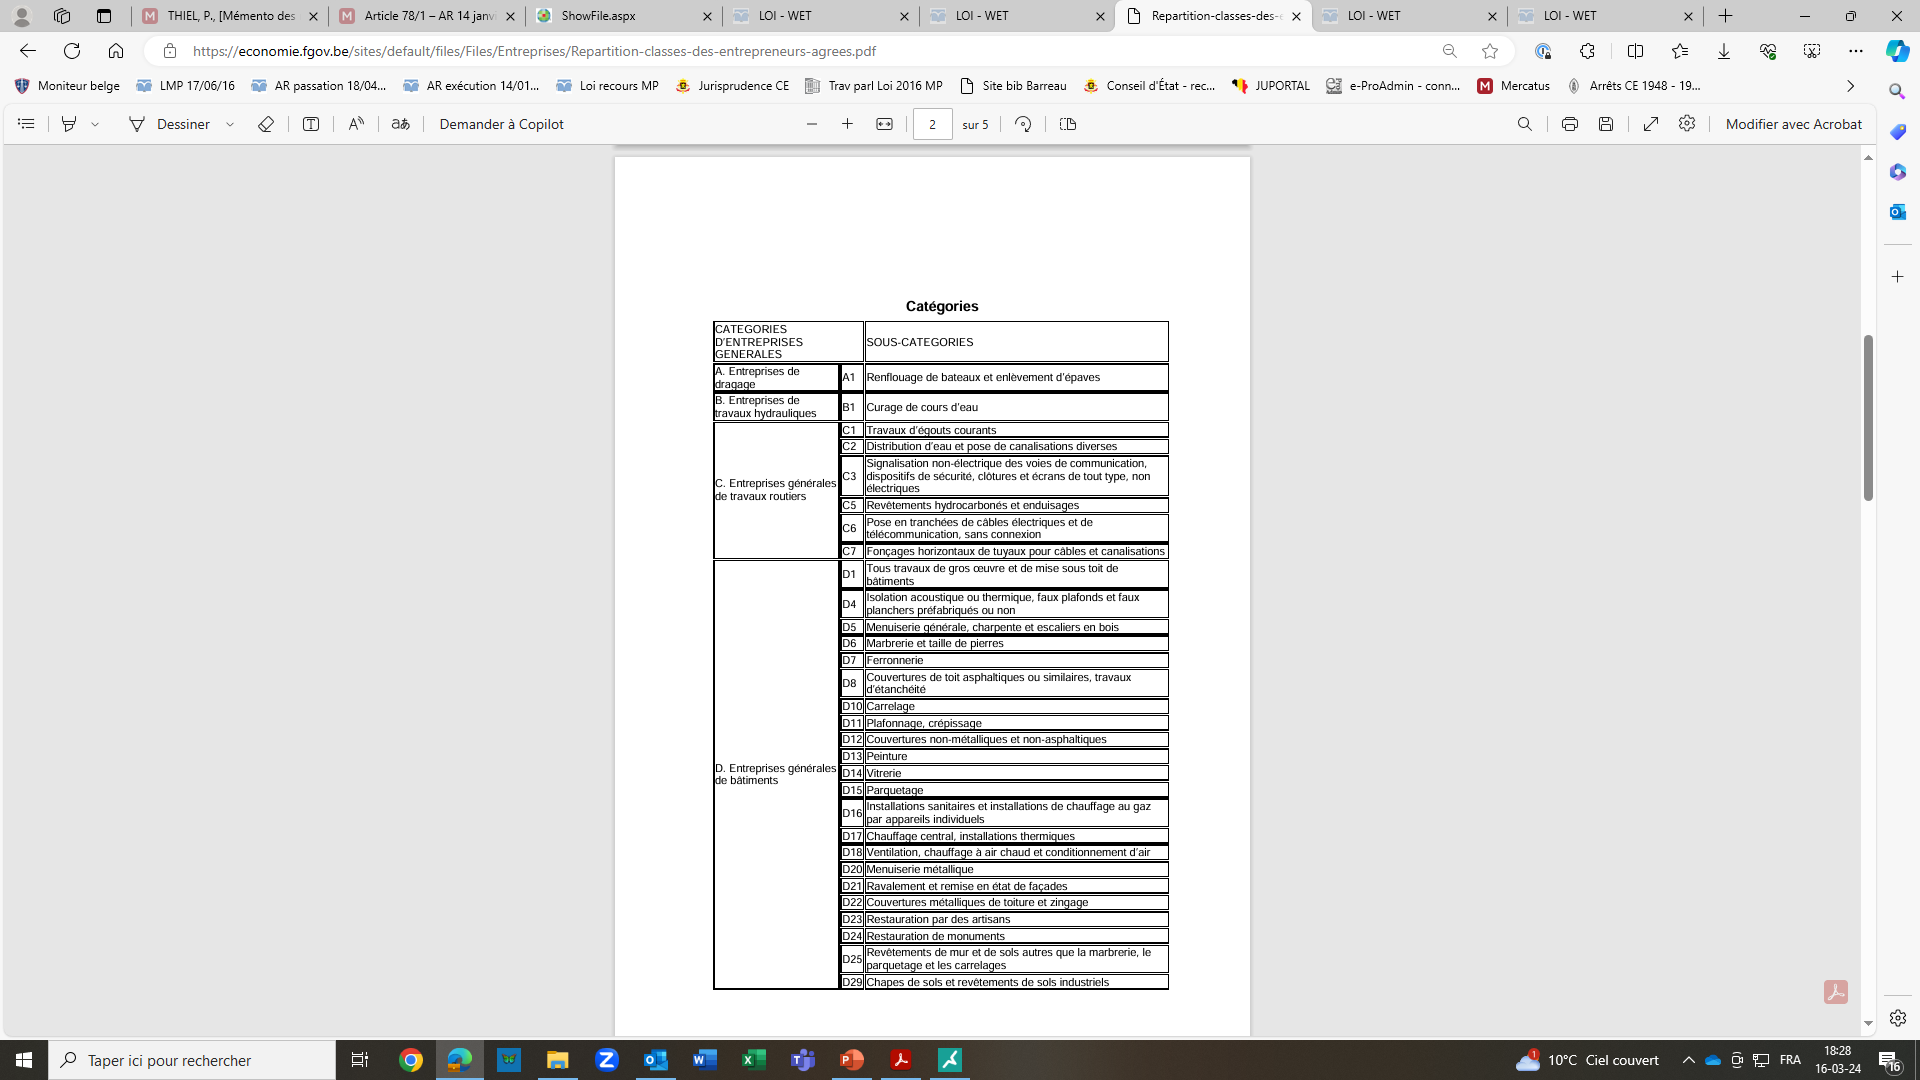 THIEL, P., [Mémento des
Article 78/1 – AR 14 janv
ShowFile.aspx
LOI - WET
LOI - WET
Repartition-classes-des-e
LOI - WET
LOI - WET
https://economie.fgov.be/sites/default/files/Files/Entreprises/Repartition-classes-des-entrepreneurs-agrees.pdf
Moniteur belge
LMP 17/06/16
AR passation 18/04...
AR exécution 14/01...
Loi recours MP
Jurisprudence CE
Trav parl Loi 2016 MP
Site bib Barreau
Conseil d'État - rec...
JUPORTAL
e-ProAdmin - conn...
Mercatus
Arrêts CE 1948 - 19...
Dessiner
Demander à Copilot
2
sur 5
Modifier avec Acrobat
Catégories
CATEGORIES
D'ENTREPRISES
GENERALES
SOUS-CATEGORIES
A. Entreprises de
dragage
A1
Renflouage de bateaux et enlèvement d'épaves
B. Entreprises de
travaux hydrauliques
B1
Curage de cours d'eau
C. Entreprises générales
de travaux routiers
C1
Travaux d'égouts courants
C2
Distribution d'eau et pose de canalisations diverses
C3
Signalisation non-électrique des voies de communication,
dispositifs de sécurité, clôtures et écrans de tout type, non
électriques
C5
Revêtements hydrocarbonés et enduisages
C6
Pose en tranchées de câbles électriques et de
télécommunication, sans connexion
C7
Fonçages horizontaux de tuyaux pour câbles et canalisations
D. Entreprises générales
de bâtiments
D1
Tous travaux de gros œuvre et de mise sous toit de
bâtiments
D4
Isolation acoustique ou thermique, faux plafonds et faux
planchers préfabriqués ou non
D5
Menuiserie générale, charpente et escaliers en bois
D6
Marbrerie et taille de pierres
D7
Ferronnerie
D8
Couvertures de toit asphaltiques ou similaires, travaux
d'étanchéité
D10
Carrelage
D11
Plafonnage, crépissage
D12
Couvertures non-métalliques et non-asphaltiques
D13
Peinture
D14
Vitrerie
D15
Parquetage
D16
Installations sanitaires et installations de chauffage au gaz
par appareils individuels
D17
Chauffage central, installations thermiques
D18
Ventilation, chauffage à air chaud et conditionnement d'air
D20
Menuiserie métallique
D21
Ravalement et remise en état de façades
D22
Couvertures métalliques de toiture et zingage
D23
Restauration par des artisans
D24
Restauration de monuments
D25
Revêtements de mur et de sols autres que la marbrerie, le
parquetage et les carrelages
D29
Chapes de sols et revêtements de sols industriels
Taper ici pour rechercher
1
10°C Ciel couvert
FRA
18:28
16-03-24
16